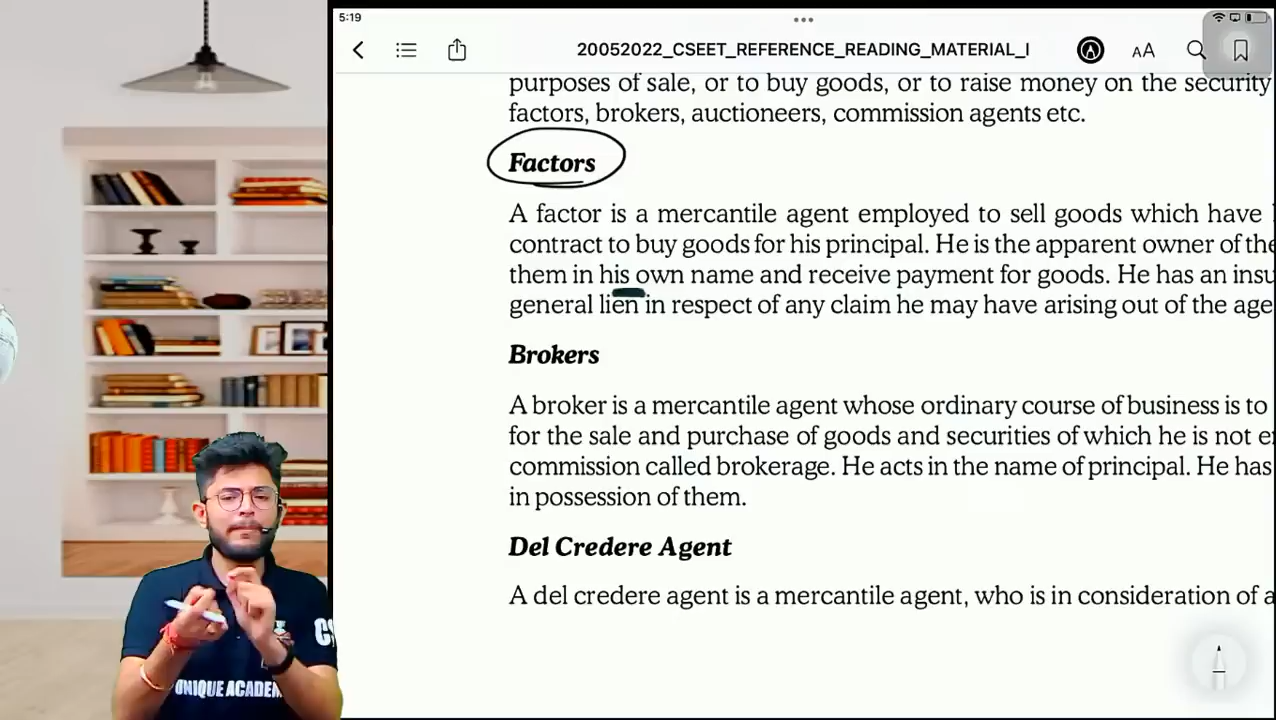 5:19
20052022_CSEET_REFERENCE_READING_MATERIAL_I
AA
purposes of sale, or to buy goods, or to raise money on the security
factors, brokers, auctioneers, commission agents etc.
Factors
A factor is a mercantile agent employed to sell goods which have
contract to buy goods for his principal. He is the apparent owner of the
them in his own name and receive payment for goods. He has an insu
general lien in respect of any claim he may have arising out of the age
Brokers
A broker is a mercantile agent whose ordinary course of business is to
for the sale and purchase of goods and securities of which he is not e
commission called brokerage. He acts in the name of principal. He has
in possession of them.
Del Credere Agent
A del credere agent is a mercantile agent, who is in consideration of a
CS
UNIQUE ACADEM